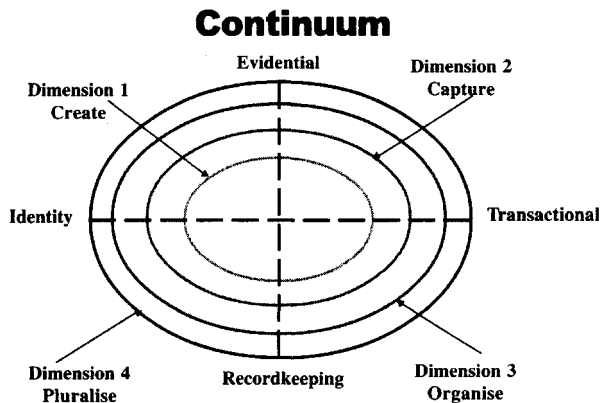 Continuum
Evidential
Dimension 1
Create
Dimension 2
Capture
Identity
Transactional
Dimension 4
Pluralise
Recordkeeping
Dimension 3
Organise